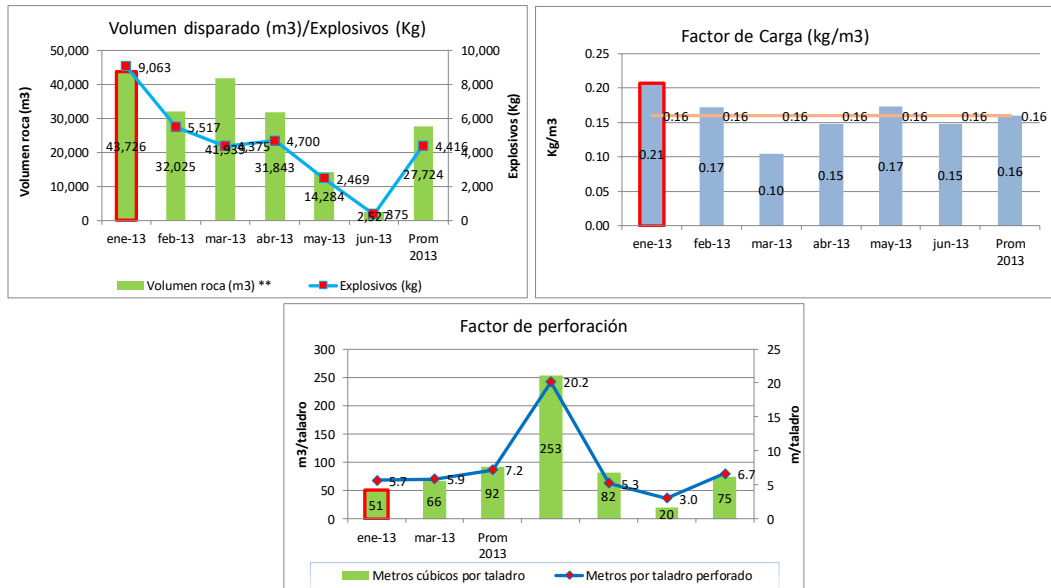 Volumen disparado (m3)/Explosivos (Kg)
50,000
40,000
30,000
20,000
10,000
0
Volumen roca (m3)
10,000
8,000
6,000
4,000
2,000
0
Explosivos (Kg)
9,063
5,517
4,375
4,700
2,469
375
4,416
43,726
32,025
41,939
31,843
14,284
2,527
27,724
ene-13 feb-13 mar-13 abr-13 may-13 jun-13 Prom
2013
Volumen roca (m3) ** Explosivos (kg)
Factor de Carga (kg/m3)
0.25
0.20
0.15
0.10
0.05
0.00
Kg/m3
0.16 0.16 0.16 0.16 0.16 0.16 0.16
0.21 0.17 0.10 0.15 0.17 0.15 0.16
ene-13 feb-13 mar-13 abr-13 may-13 jun-13 Prom
2013
Factor de perforación
300
250
200
150
100
50
0
m3/taladro
25
20
15
10
5
0
m/taladro
5.7 5.9 7.2 20.2 5.3 3.0 6.7
51 66 92 253 82 20 75
ene-13 mar-13 Prom
2013
Metros cúbicos por taladro Metros por taladro perforado